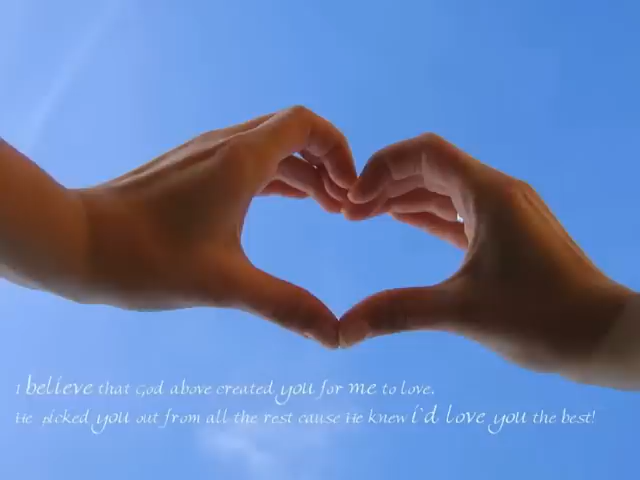 I believe that God above created you for me to love.
He picked you out from all the rest cause He knew i'd love you the best!